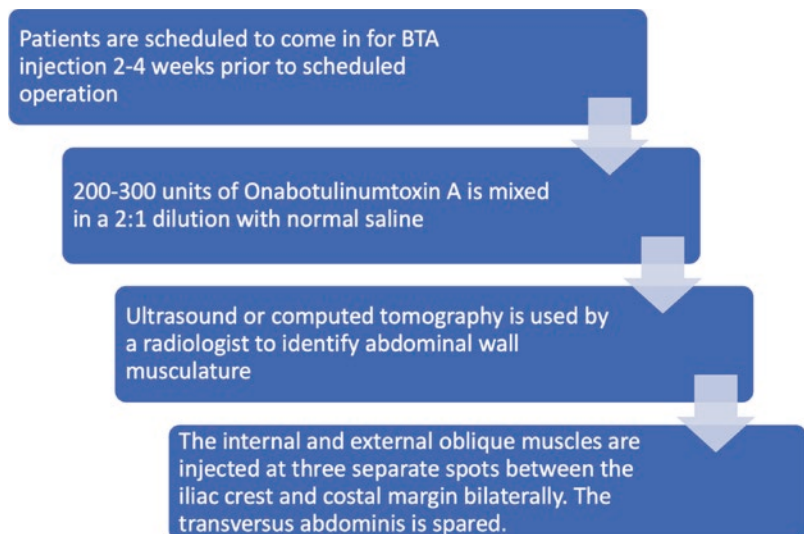 Patients are scheduled to come in for BTA
injection 2-4 weeks prior to scheduled
operation
200-300 units of Onabotulinumtoxin A is mixed
in a 2:1 dilution with normal saline
Ultrasound or computed tomography is used by
a radiologist to identify abdominal wall
musculature
The internal and external oblique muscles are
injected at three separate spots between the
iliac crest and costal margin bilaterally. The
transversus abdominis is spared.